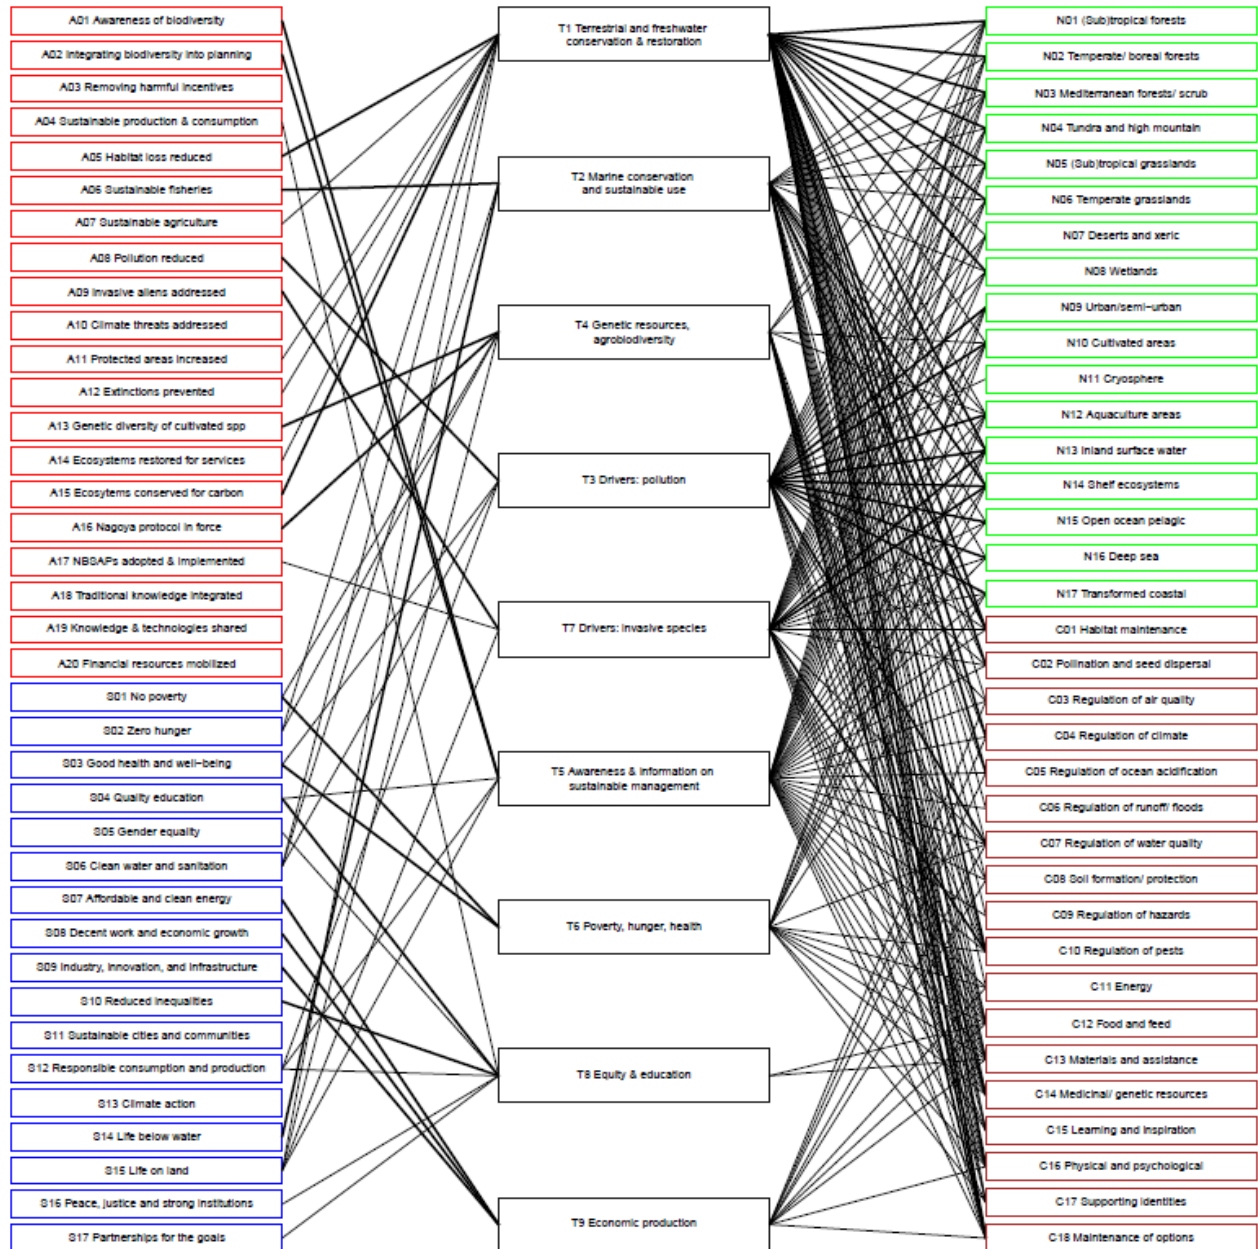 A01 Awareness of biodiversity
A02 Integrating biodiversity into planning
A03 Removing harmful incentives
A04 Sustainable production & consumption
A05 Habitat loss reduced
A06 Sustainable fisheries
A07 Sustainable agriculture
A08 Pollution reduced
A09 Invasive aliens addressed
A10 Climate threats addressed
A11 Protected areas increased
A12 Extinctions prevented
A13 Genetic diversity of cultivated spp
A14 Ecosystems restored for services
A15 Ecosytems conserved for carbon
A16 Nagoya protocol in force
A17 NBSAPs adopted & implemented
A18 Traditional knowledge integrated
A19 Knowledge & technologies shared
A20 Financial resources mobilized
S01 No poverty
S02 Zero hunger
S03 Good health and well-being
S04 Quality education
S05 Gender equality
S06 Clean water and sanitation
S07 Affordable and clean energy
S08 Decent work and economic growth
S09 Industry, innovation, and infrastructure
S10 Reduced inequalities
S11 Sustainable cities and communities
S12 Responsible consumption and production
S13 Climate action
S14 Life below water
S15 Life on land
S16 Peace, justice and strong institutions
S17 Partnerships for the goals
T1 Terrestrial and freshwater
conservation & restoration
T2 Marine conservation
and sustainable use
T4 Genetic resources,
agrobiodiversity
T3 Drivers: pollution
T7 Drivers: invasive species
T5 Awareness & information on
sustainable management
T6 Poverty, hunger, health
T8 Equity & education
T9 Economic production
N01 (Sub)tropical forests
N02 Temperate/ boreal forests
N03 Mediterranean forests/ scrub
N04 Tundra and high mountain
N05 (Sub)tropical grasslands
N06 Temperate grasslands
N07 Deserts and xeric
N08 Wetlands
N09 Urban/semi-urban
N10 Cultivated areas
N11 Cryosphere
N12 Aquaculture areas
N13 Inland surface water
N14 Shelf ecosystems
N15 Open ocean pelagic
N16 Deep sea
N17 Transformed coastal
C01 Habitat maintenance
C02 Pollination and seed dispersal
C03 Regulation of air quality
C04 Regulation of climate
C05 Regulation of ocean acidification
C06 Regulation of runoff/ floods
C07 Regulation of water quality
C08 Soil formation/ protection
C09 Regulation of hazards
C10 Regulation of pests
C11 Energy
C12 Food and feed
C13 Materials and assistance
C14 Medicinal/ genetic resources
C15 Learning and inspiration
C16 Physical and psychological
C17 Supporting identities
C18 Maintenance of options